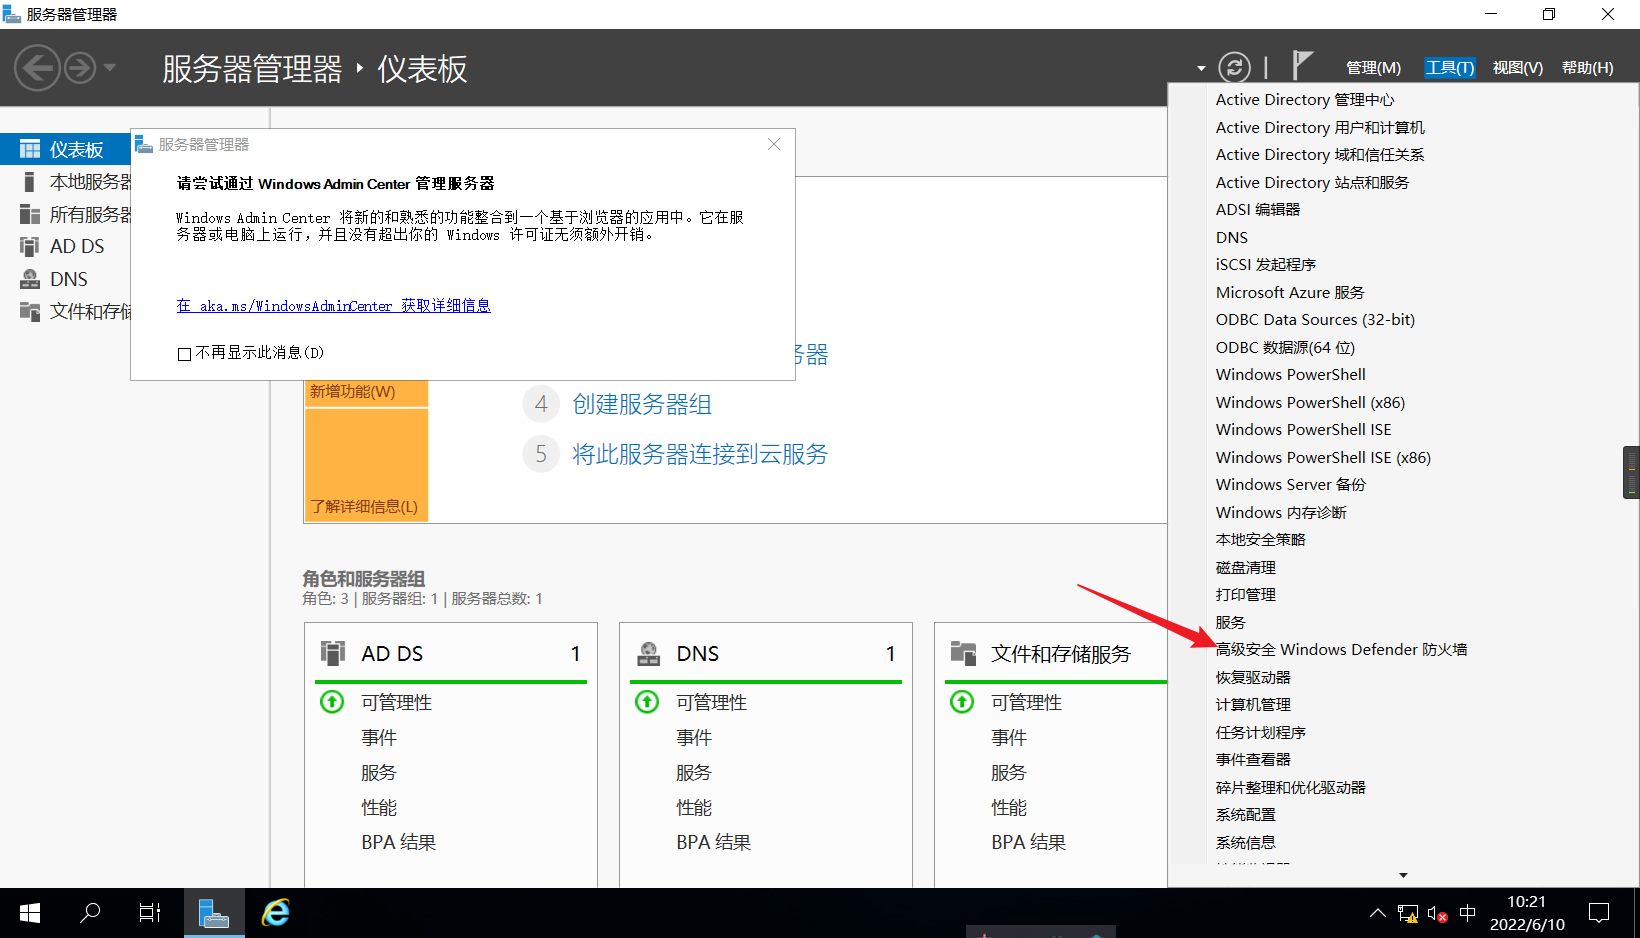 服务器管理器
服务器管理器 ‣ 仪表板
管理(M)
工具(T)
视图(V)
帮助(H)
仪表板
本地服务器
所有服务器
AD DS
DNS
文件和存储
服务器管理器
请尝试通过 Windows Admin Center 管理服务器
Windows Admin Center 将新的和熟悉的功能整合到一个基于浏览器的应用中。它在服
务器或电脑上运行，并且没有超出你的 Windows 许可证无须额外开销。
在 aka.ms/WindowsAdminCenter 获取详细信息
不再显示此消息(D)
务器
新增功能(W)
4 创建服务器组
5 将此服务器连接到云服务
了解详细信息(L)
角色和服务器组
角色: 3 | 服务器组: 1 | 服务器总数: 1
AD DS 1
可管理性
事件
服务
性能
BPA 结果
DNS 1
可管理性
事件
服务
性能
BPA 结果
文件和存储服务
可管理性
事件
服务
性能
BPA 结果
Active Directory 管理中心
Active Directory 用户和计算机
Active Directory 域和信任关系
Active Directory 站点和服务
ADSI 编辑器
DNS
iSCSI 发起程序
Microsoft Azure 服务
ODBC Data Sources (32-bit)
ODBC 数据源(64 位)
Windows PowerShell
Windows PowerShell (x86)
Windows PowerShell ISE
Windows PowerShell ISE (x86)
Windows Server 备份
Windows 内存诊断
本地安全策略
磁盘清理
打印管理
服务
高级安全 Windows Defender 防火墙
恢复驱动器
计算机管理
任务计划程序
事件查看器
碎片整理和优化驱动器
系统配置
系统信息
中
10:21
2022/6/10